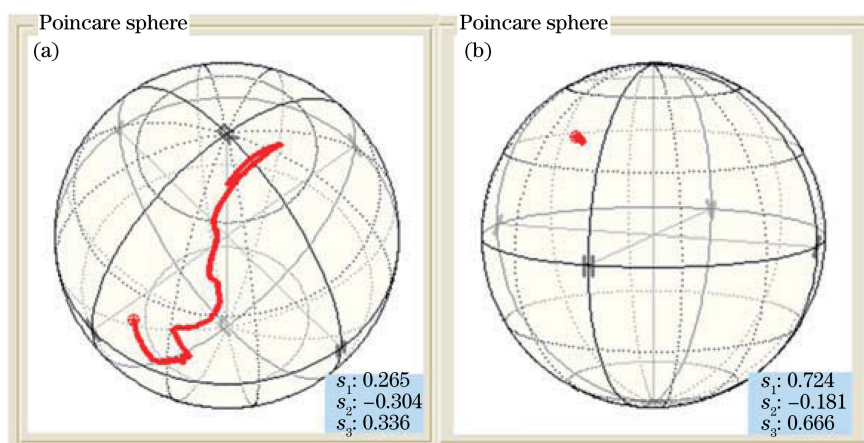 Poincare sphere
(a)
s₁: 0.265
s₂: −0.304
s₃: 0.336
Poincare sphere
(b)
H
s₁: 0.724
s₂: −0.181
s₃: 0.666